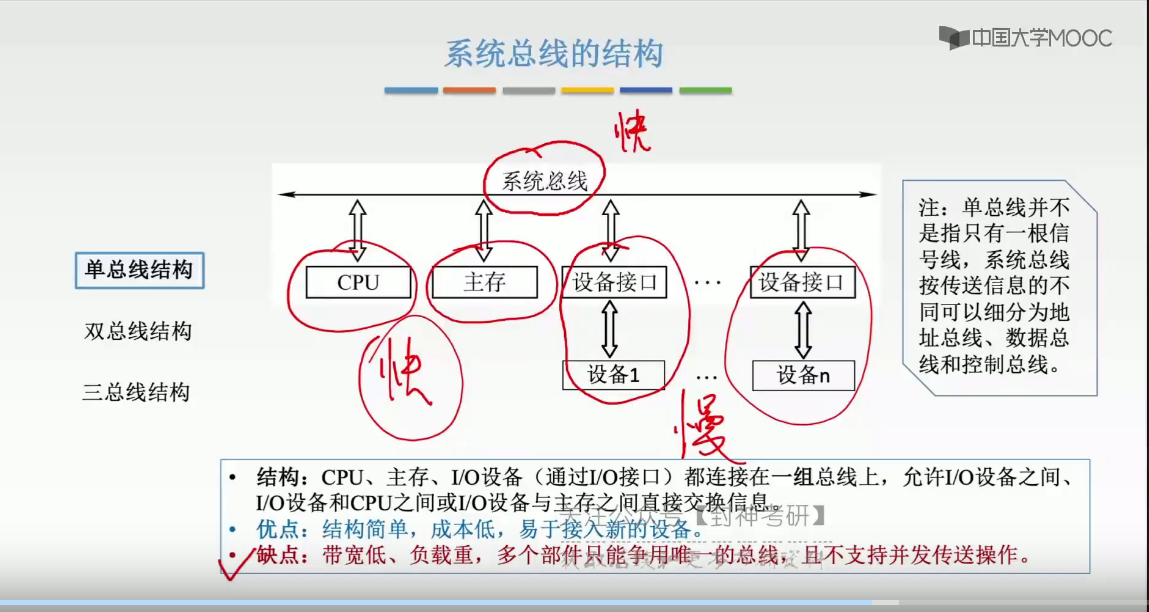 中国大学MOOC
系统总线的结构
快
系统总线
单总线结构
双总线结构
三总线结构
CPU
主存
设备接口
···
设备接口
快
设备1
···
设备n
慢
注：单总线并不
是指只有一根信
号线，系统总线
按传送信息的不
同可以细分为地
址总线、数据总
线和控制总线。
• 结构：CPU、主存、I/O设备（通过I/O接口）都连接在一组总线上，允许I/O设备之间、
I/O设备和CPU之间或I/O设备与主存之间直接交换信息。
关注公众号【封神考研】
• 优点：结构简单，成本低，易于接入新的设备。
• 缺点：带宽低、负载重，多个部件只能争用唯一的总线，且不支持并发传送操作。